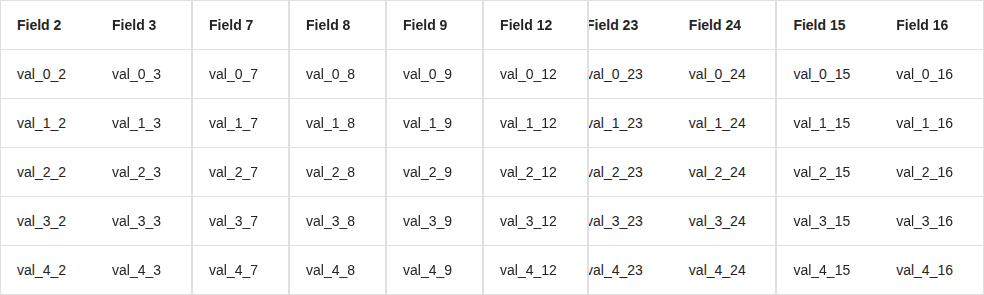 Field 2 Field 3 Field 7 Field 8 Field 9 Field 12 Field 23 Field 24 Field 15 Field 16
val_0_2 val_0_3 val_0_7 val_0_8 val_0_9 val_0_12 val_0_23 val_0_24 val_0_15 val_0_16
val_1_2 val_1_3 val_1_7 val_1_8 val_1_9 val_1_12 val_1_23 val_1_24 val_1_15 val_1_16
val_2_2 val_2_3 val_2_7 val_2_8 val_2_9 val_2_12 val_2_23 val_2_24 val_2_15 val_2_16
val_3_2 val_3_3 val_3_7 val_3_8 val_3_9 val_3_12 val_3_23 val_3_24 val_3_15 val_3_16
val_4_2 val_4_3 val_4_7 val_4_8 val_4_9 val_4_12 val_4_23 val_4_24 val_4_15 val_4_16